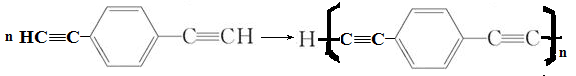 n HC≡C C≡CH → H C≡C C≡C n